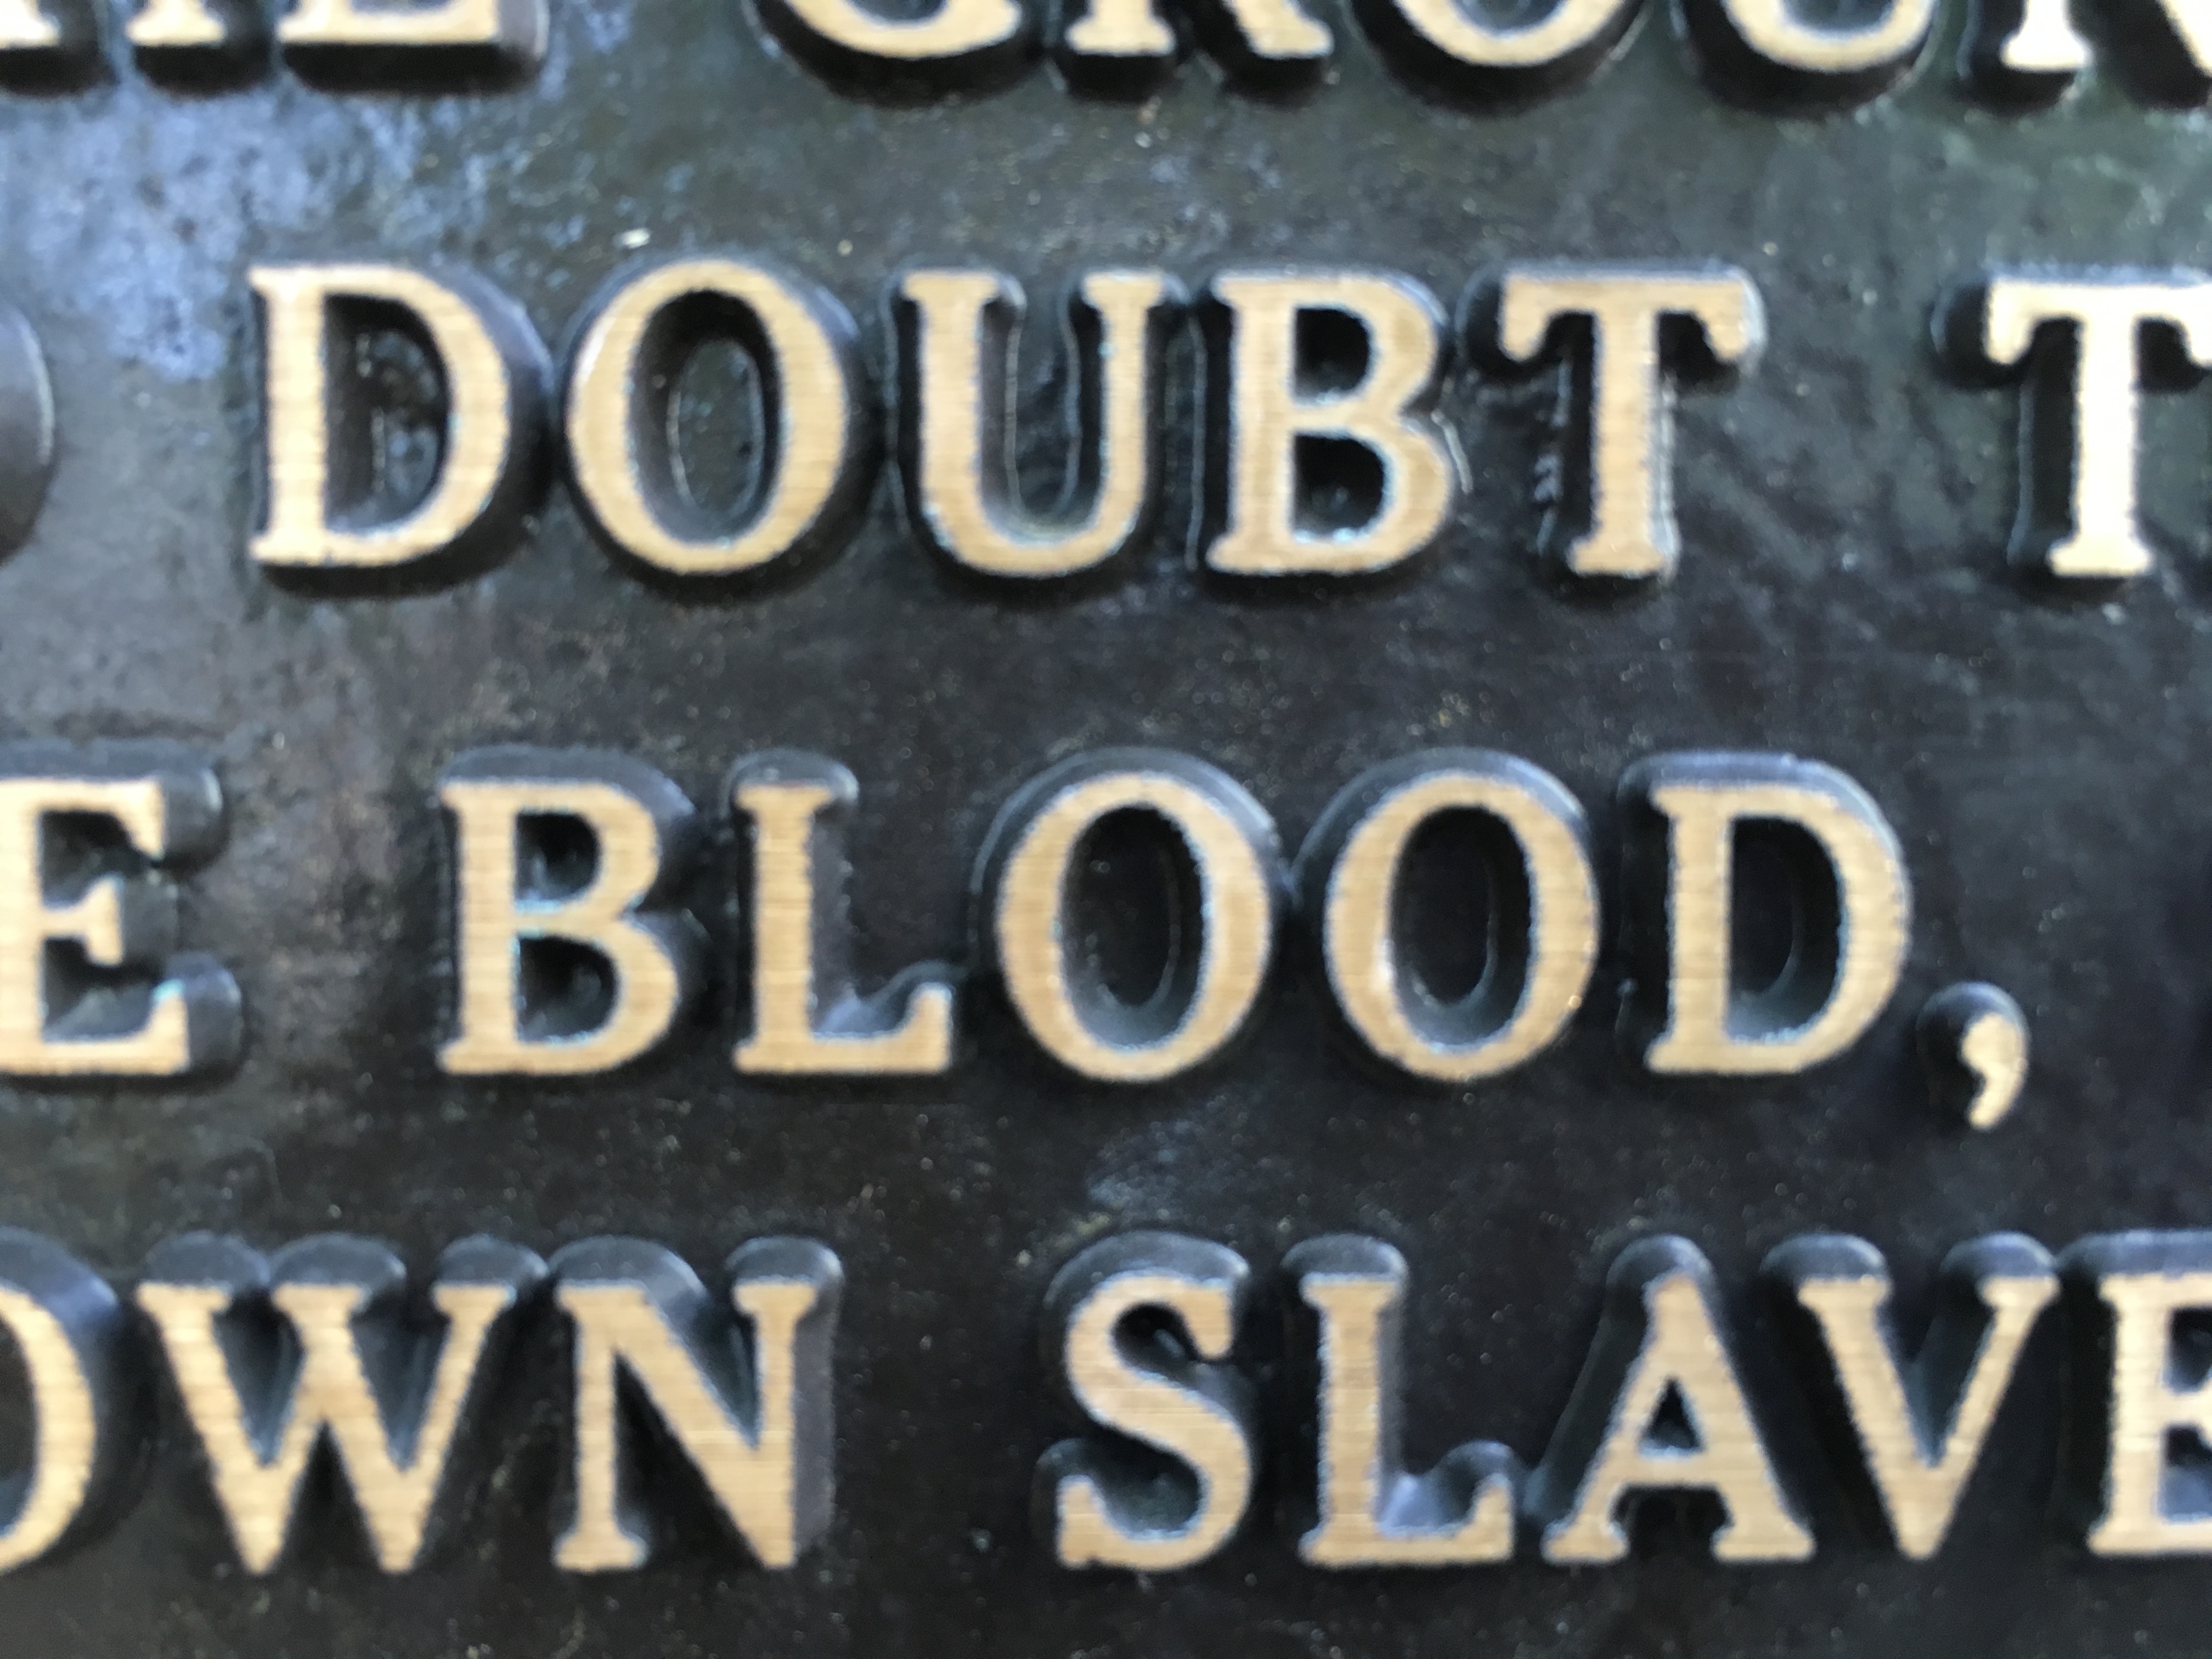 DOUBT T
E BLOOD,
OWN SLAVE